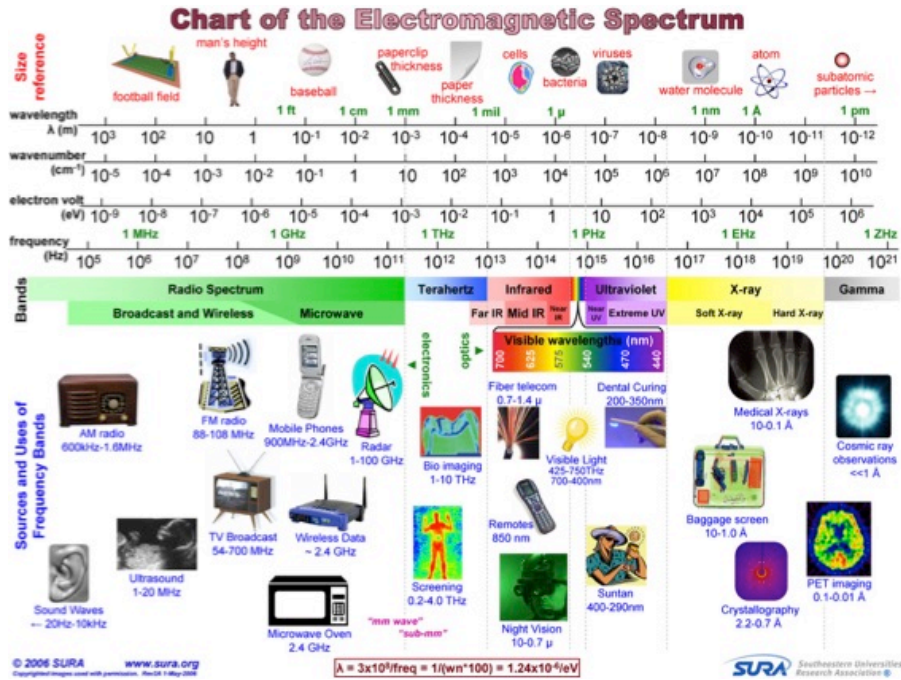 Chart of the Electromagnetic Spectrum
Size reference
football field
man's height
baseball
paperclip thickness
paper thickness
cells
bacteria
viruses
water molecule
atom
subatomic particles →
wavelength λ (m)
1 ft 1 cm 1 mm 1 mil 1 µ 1 nm 1 Å 1 pm
10³ 10² 10 1 10⁻¹ 10⁻² 10⁻³ 10⁻⁴ 10⁻⁵ 10⁻⁶ 10⁻⁷ 10⁻⁸ 10⁻⁹ 10⁻¹⁰ 10⁻¹¹ 10⁻¹²
wavenumber (cm⁻¹)
10⁻⁵ 10⁻⁴ 10⁻³ 10⁻² 10⁻¹ 1 10 10² 10³ 10⁴ 10⁵ 10⁶ 10⁷ 10⁸ 10⁹ 10¹⁰
electron volt (eV)
10⁻⁹ 10⁻⁸ 10⁻⁷ 10⁻⁶ 10⁻⁵ 10⁻⁴ 10⁻³ 10⁻² 10⁻¹ 1 10 10² 10³ 10⁴ 10⁵ 10⁶
1 MHz 1 GHz 1 THz 1 PHz 1 EHz 1 ZHz
frequency (Hz)
10⁵ 10⁶ 10⁷ 10⁸ 10⁹ 10¹⁰ 10¹¹ 10¹² 10¹³ 10¹⁴ 10¹⁵ 10¹⁶ 10¹⁷ 10¹⁸ 10¹⁹ 10²⁰ 10²¹
Bands
Radio Spectrum Terahertz Infrared Ultraviolet X-ray Gamma
Broadcast and Wireless Microwave Far IR Mid IR Near IR Near UV Extreme UV Soft X-ray Hard X-ray
electronics
optics
Visible wavelengths (nm)
700 625 575 540 470 440
Sources and Uses of Frequency Bands
AM radio
600kHz-1.6MHz
FM radio
88-108 MHz
Mobile Phones
900MHz-2.4GHz
Radar
1-100 GHz
Bio imaging
1-10 THz
Fiber telecom
0.7-1.4 µ
Visible Light
425-750THz
700-400nm
Dental Curing
200-350nm
Medical X-rays
10-0.1 Å
Cosmic ray observations
<<1 Å
Sound Waves
← 20Hz-10kHz
Ultrasound
1-20 MHz
TV Broadcast
54-700 MHz
Wireless Data
~ 2.4 GHz
Microwave Oven
2.4 GHz
Screening
0.2-4.0 THz
"mm wave"
"sub-mm"
Remotes
850 nm
Night Vision
10-0.7 µ
Suntan
400-290nm
Baggage screen
10-1.0 Å
Crystallography
2.2-0.7 Å
PET imaging
0.1-0.01 Å
© 2006 SURA www.sura.org
Copyrighted images used with permission.
λ = 3x10⁸/freq = 1/(wn*100) = 1.24x10⁻⁶/eV
SURA Southeastern Universities
Research Association